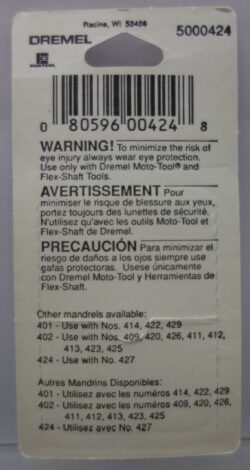 Racine, WI 53406
DREMEL
5000424
0 80596 00424 8
WARNING! To minimize the risk of
eye injury always wear eye protection.
Use only with Dremel Moto-Tool® and
Flex-Shaft Tools.
AVERTISSEMENT Pour
minimiser le risque de blessure aux yeux,
portez toujours des lunettes de sécurité.
N'utilisez qu'avec les outils Moto-Tool et
Flex-Shaft de Dremel.
PRECAUCIÓN Para minimizar el
riesgo de daños a los ojos siempre use
gafas protectoras. Usese únicamente
con Dremel Moto-Tool y Herramientas de
Flex-Shaft.
Other mandrels available:
401 - Use with Nos. 414, 422, 429
402 - Use with Nos. 409, 420, 426, 411, 412,
413, 423, 425
424 - Use with No. 427
Autres Mandrins Disponibles:
401 - Utilisez avec les numéros 414, 422, 429
402 - Utilisez avec les numéros 409, 420, 426,
411, 412, 413, 423, 425
424 - Utilisez avec No. 427